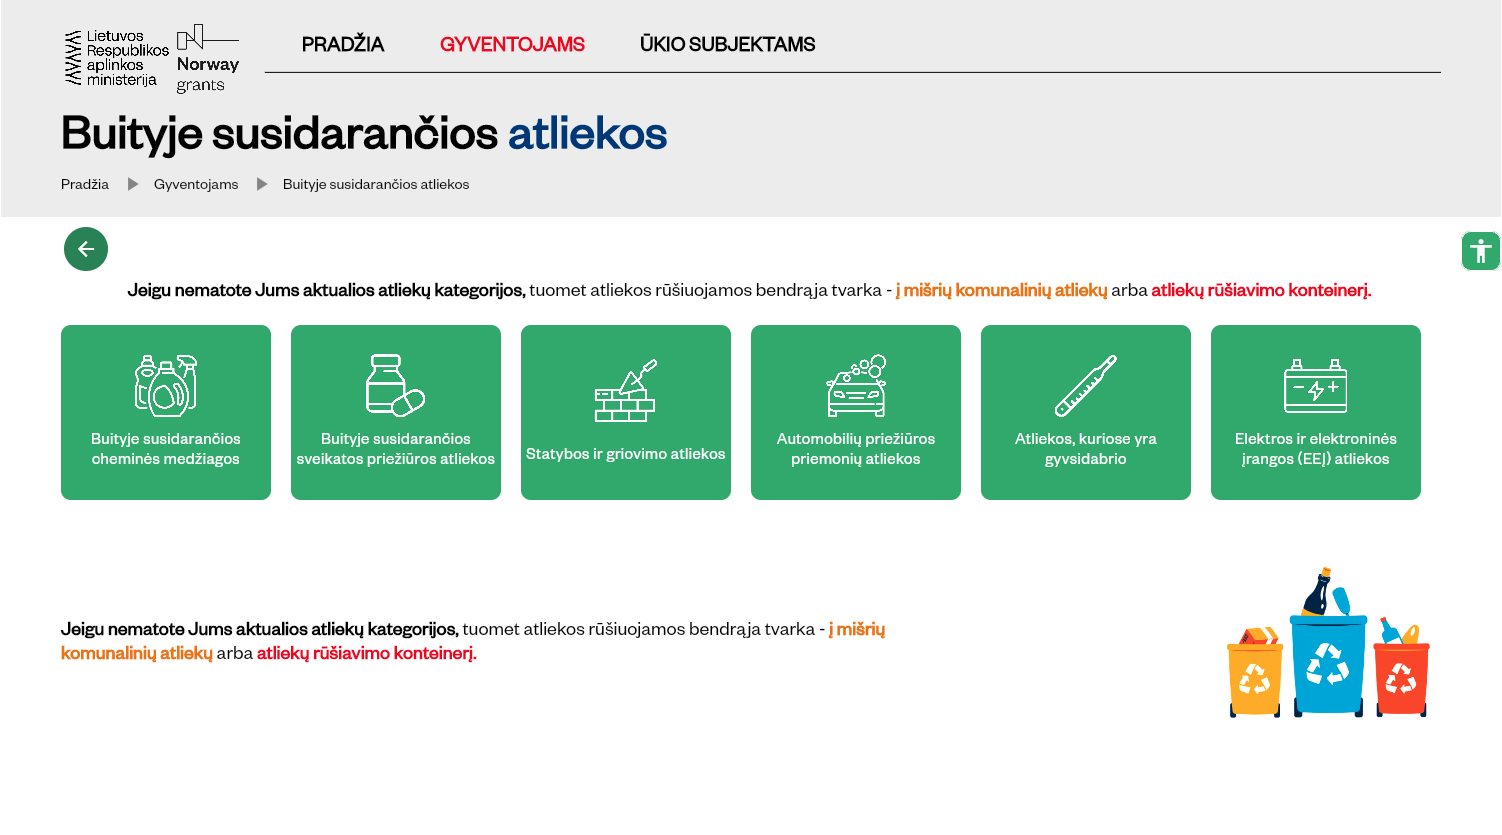 Lietuvos
Respublikos
aplinkos
ministerija
Norway
grants
PRADŽIA
GYVENTOJAMS
ŪKIO SUBJEKTAMS
Buityje susidarančios atliekos
Pradžia
Gyventojams
Buityje susidarančios atliekos
Jeigu nematote Jums aktualios atliekų kategorijos, tuomet atliekos rūšiuojamos bendrąja tvarka - į mišrių komunalinių atliekų arba atliekų rūšiavimo konteinerį.
Buityje susidarančios
cheminės medžiagos
Buityje susidarančios
sveikatos priežiūros atliekos
Statybos ir griovimo atliekos
Automobilių priežiūros
priemonių atliekos
Atliekos, kuriose yra
gyvsidabrio
Elektros ir elektroninės
įrangos (EEĮ) atliekos
Jeigu nematote Jums aktualios atliekų kategorijos, tuomet atliekos rūšiuojamos bendrąja tvarka - į mišrių
komunalinių atliekų arba atliekų rūšiavimo konteinerį.